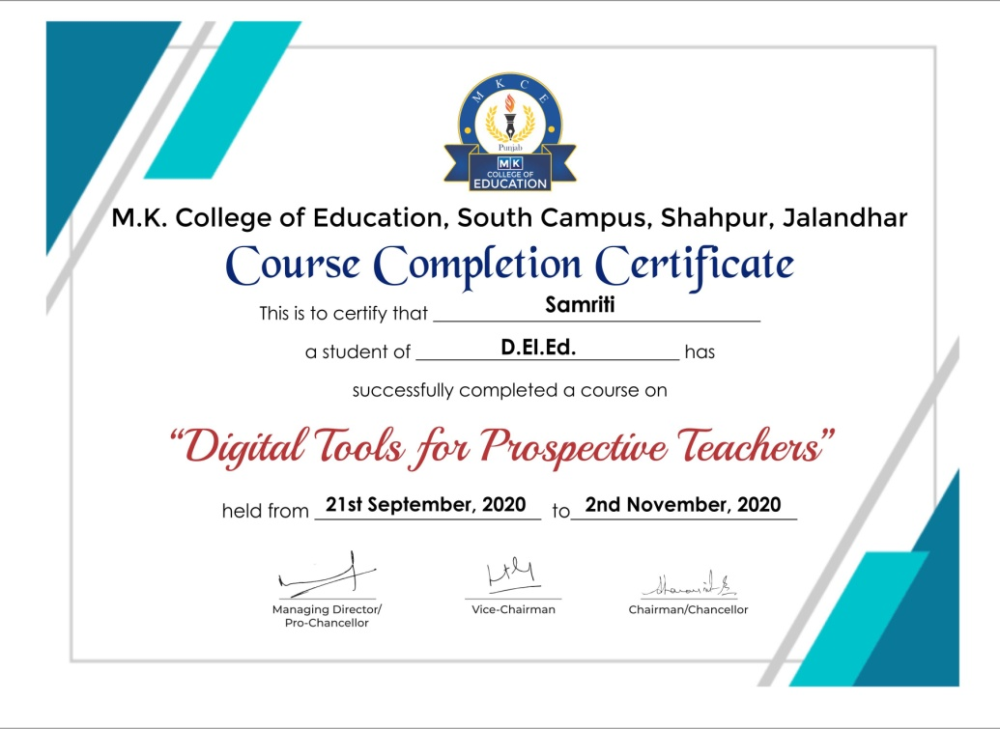 M K C E
Punjab
MK
COLLEGE OF
EDUCATION
M.K. College of Education, South Campus, Shahpur, Jalandhar
Course Completion Certificate
This is to certify that Samriti
a student of D.El.Ed. has
successfully completed a course on
“Digital Tools for Prospective Teachers”
held from 21st September, 2020 to 2nd November, 2020
Managing Director/ Vice-Chairman Chairman/Chancellor
Pro-Chancellor